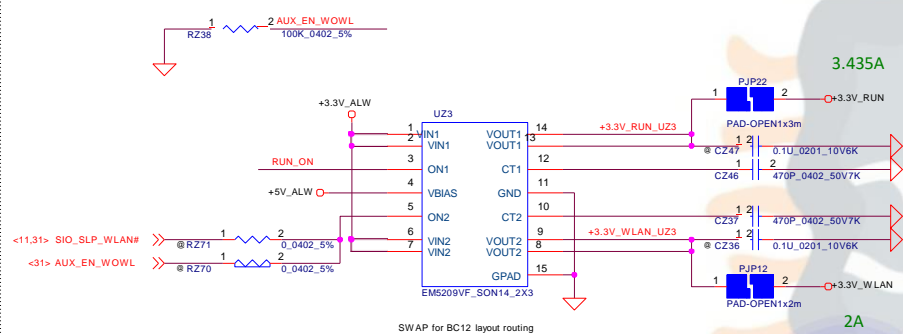 1 2 AUX_EN_WOWL
RZ38 100K_0402_5%
3.435A
+3.3V_ALW
UZ3
PJP22
1 2 +3.3V_RUN
PAD-OPEN1x3m
1 VIN1 VOUT1 14 +3.3V_RUN_UZ3
2 VIN1 VOUT1 13
@ CZ47 1 2 0.1U_0201_10V6K
RUN_ON 3 ON1 CT1 12
CZ46 1 2 470P_0402_50V7K
+5V_ALW 4 VBIAS GND 11
5 ON2 CT2 10
CZ37 1 2 470P_0402_50V7K
<11,31> SIO_SLP_WLAN# @ RZ71 1 2 0_0402_5%
6 VIN2 VOUT2 9 +3.3V_WLAN_UZ3
7 VIN2 VOUT2 8
@ CZ36 1 2 0.1U_0201_10V6K
<31> AUX_EN_WOWL @ RZ70 1 2 0_0402_5%
GPAD 15
PJP12
1 2 +3.3V_WLAN
EM5209VF_SON14_2X3
PAD-OPEN1x2m
SWAP for BC12 layout routing
2A